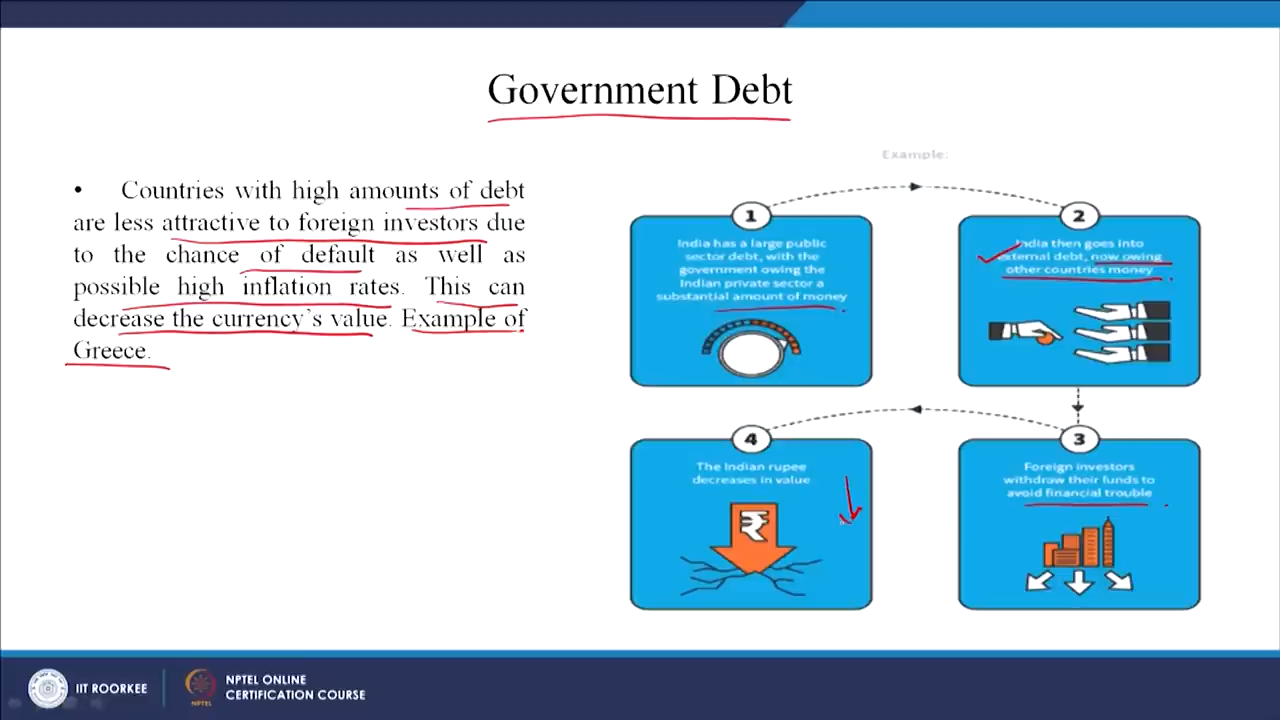 Government Debt
• Countries with high amounts of debt
are less attractive to foreign investors due
to the chance of default as well as
possible high inflation rates. This can
decrease the currency's value. Example of
Greece.
Example:
1
India has a large public
sector debt, with the
government owing the
Indian private sector a
substantial amount of money
2
India then goes into
external debt, now owing
other countries money
3
Foreign investors
withdraw their funds to
avoid financial trouble
4
The Indian rupee
decreases in value
₹
IIT ROORKEE
NPTEL
NPTEL ONLINE
CERTIFICATION COURSE